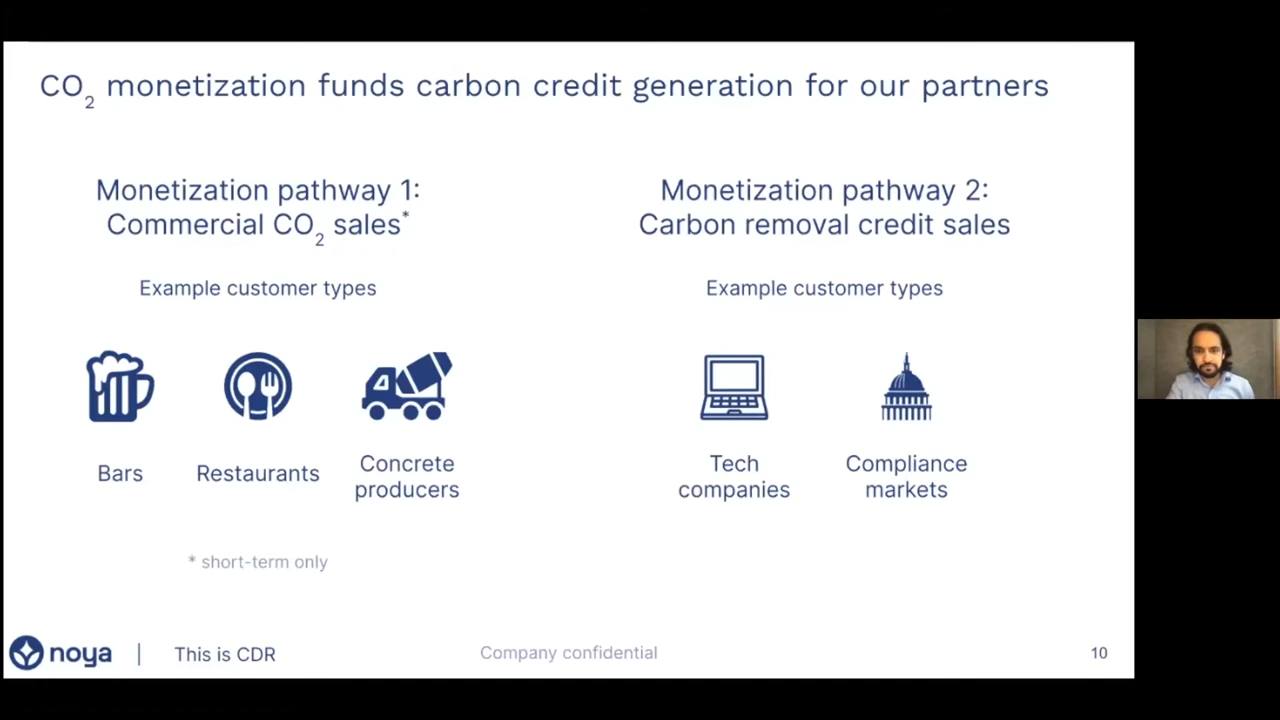 CO2 monetization funds carbon credit generation for our partners
Monetization pathway 1:
Commercial CO2 sales*
Example customer types
Bars
Restaurants
Concrete
producers
* short-term only
Monetization pathway 2:
Carbon removal credit sales
Example customer types
Tech
companies
Compliance
markets
noya | This is CDR
Company confidential
10